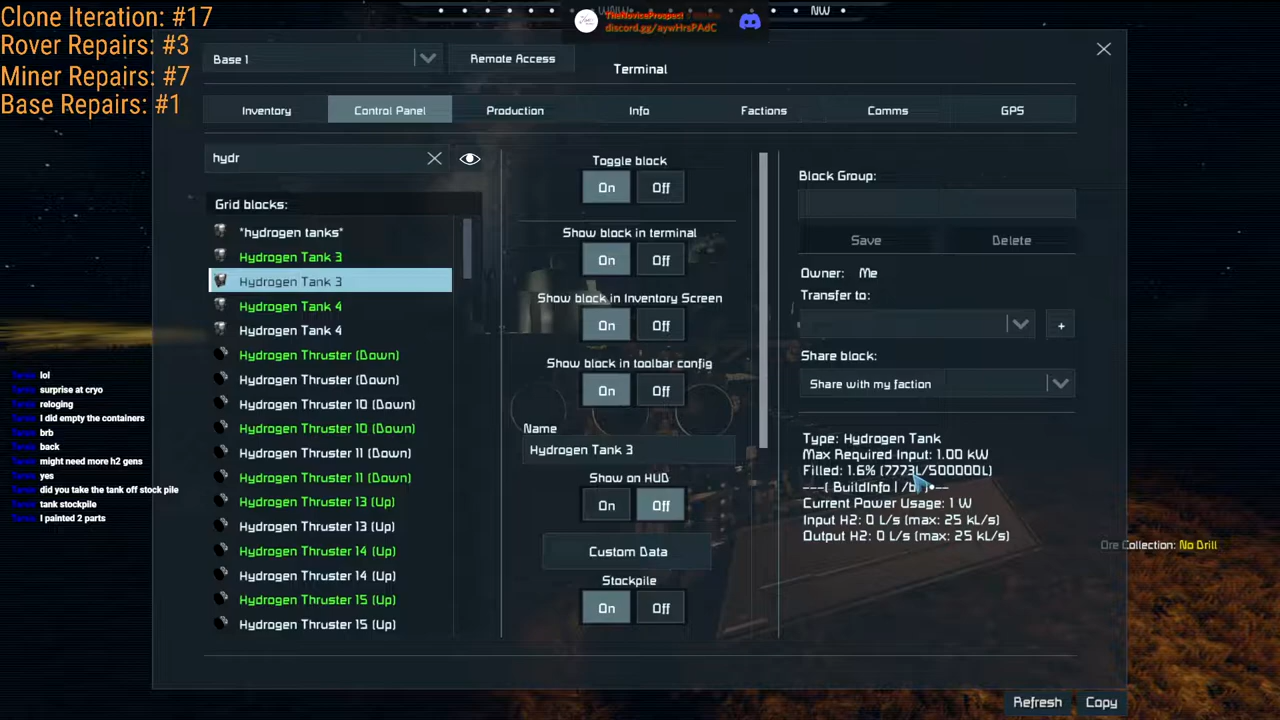 Clone Iteration: #17
Rover Repairs: #3
Miner Repairs: #7
Base Repairs: #1
NW
TheNoviceProspect
discord.gg/aywHrsPAdC
Base 1
Remote Access
Terminal
Inventory
Control Panel
Production
Info
Factions
Comms
GPS
hydr
Grid blocks:
*hydrogen tanks*
Hydrogen Tank 3
Hydrogen Tank 3
Hydrogen Tank 4
Hydrogen Tank 4
Hydrogen Thruster (Down)
Hydrogen Thruster (Down)
Hydrogen Thruster 10 (Down)
Hydrogen Thruster 10 (Down)
Hydrogen Thruster 11 (Down)
Hydrogen Thruster 11 (Down)
Hydrogen Thruster 13 (Up)
Hydrogen Thruster 13 (Up)
Hydrogen Thruster 14 (Up)
Hydrogen Thruster 14 (Up)
Hydrogen Thruster 15 (Up)
Hydrogen Thruster 15 (Up)
Toggle block
On Off
Show block in terminal
On Off
Show block in Inventory Screen
On Off
Show block in toolbar config
On Off
Name
Hydrogen Tank 3
Show on HUD
On Off
Custom Data
Stockpile
On Off
Block Group:
Save Delete
Owner: Me
Transfer to:
+
Share block:
Share with my faction
Type: Hydrogen Tank
Max Required Input: 1.00 kW
Filled: 1.6% (7773L/500000L)
---( BuildInfo | /b )•--
Current Power Usage: 1 W
Input H2: 0 L/s (max: 25 kL/s)
Output H2: 0 L/s (max: 25 kL/s)
Ore Collection: No Drill
lol
surprise at cryo
reloging
I did empty the containers
brb
back
might need more h2 gens
yes
did you take the tank off stock pile
tank stockpile
I painted 2 parts
Refresh
Copy